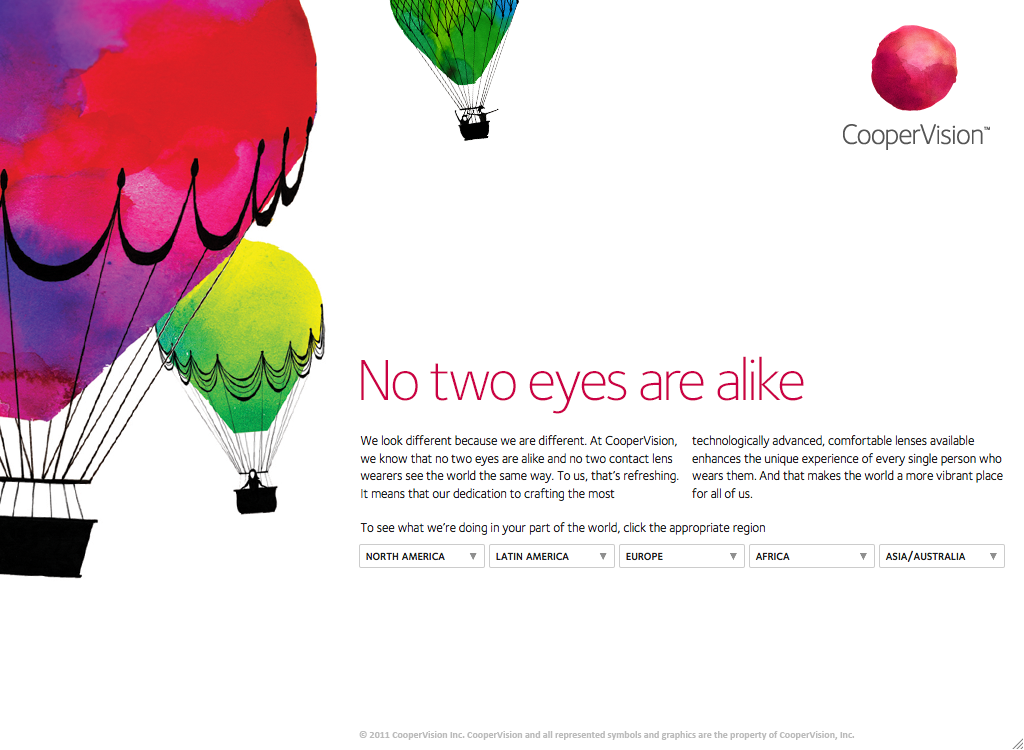 CooperVision™
No two eyes are alike
We look different because we are different. At CooperVision,
we know that no two eyes are alike and no two contact lens
wearers see the world the same way. To us, that's refreshing.
It means that our dedication to crafting the most
technologically advanced, comfortable lenses available
enhances the unique experience of every single person who
wears them. And that makes the world a more vibrant place
for all of us.
To see what we're doing in your part of the world, click the appropriate region
NORTH AMERICA
LATIN AMERICA
EUROPE
AFRICA
ASIA/AUSTRALIA
© 2011 CooperVision Inc. CooperVision and all represented symbols and graphics are the property of CooperVision, Inc.